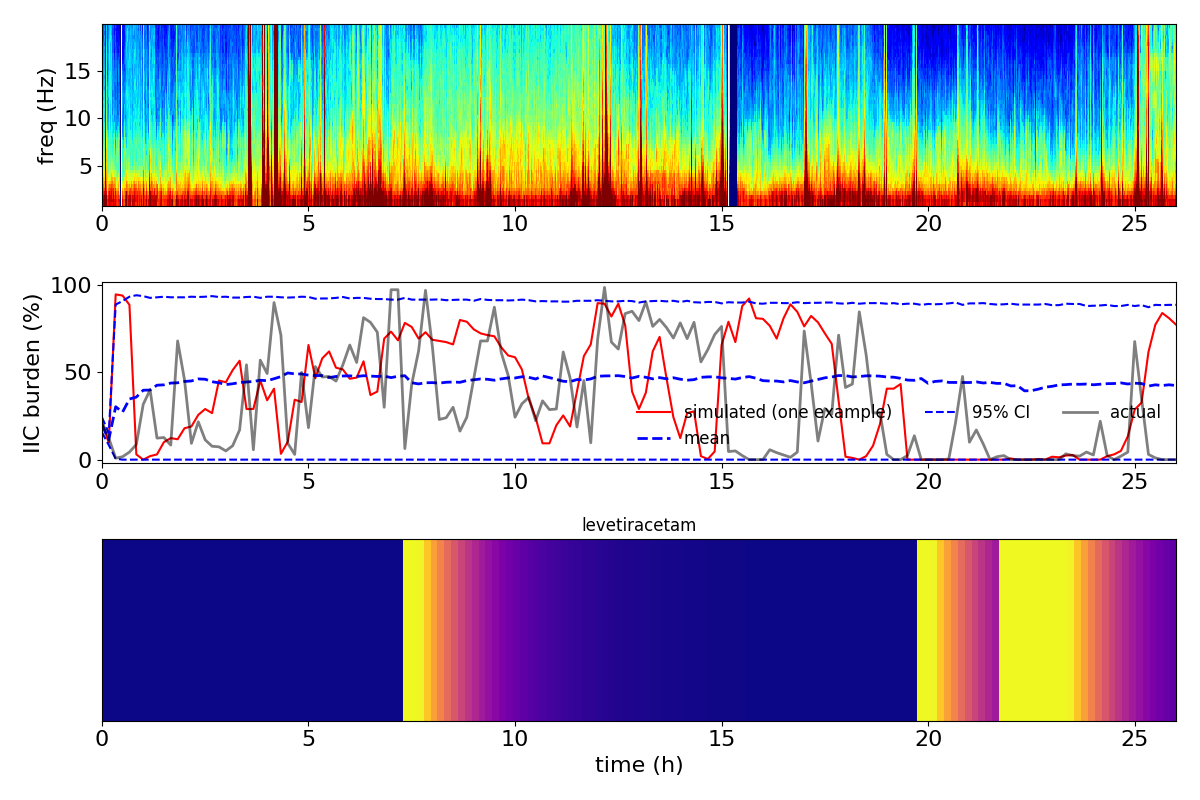 freq (Hz)
15
10
5
0 5 10 15 20 25
IIC burden (%)
100
50
0
simulated (one example) 95% CI actual
mean
0 5 10 15 20 25
levetiracetam
0 5 10 15 20 25
time (h)